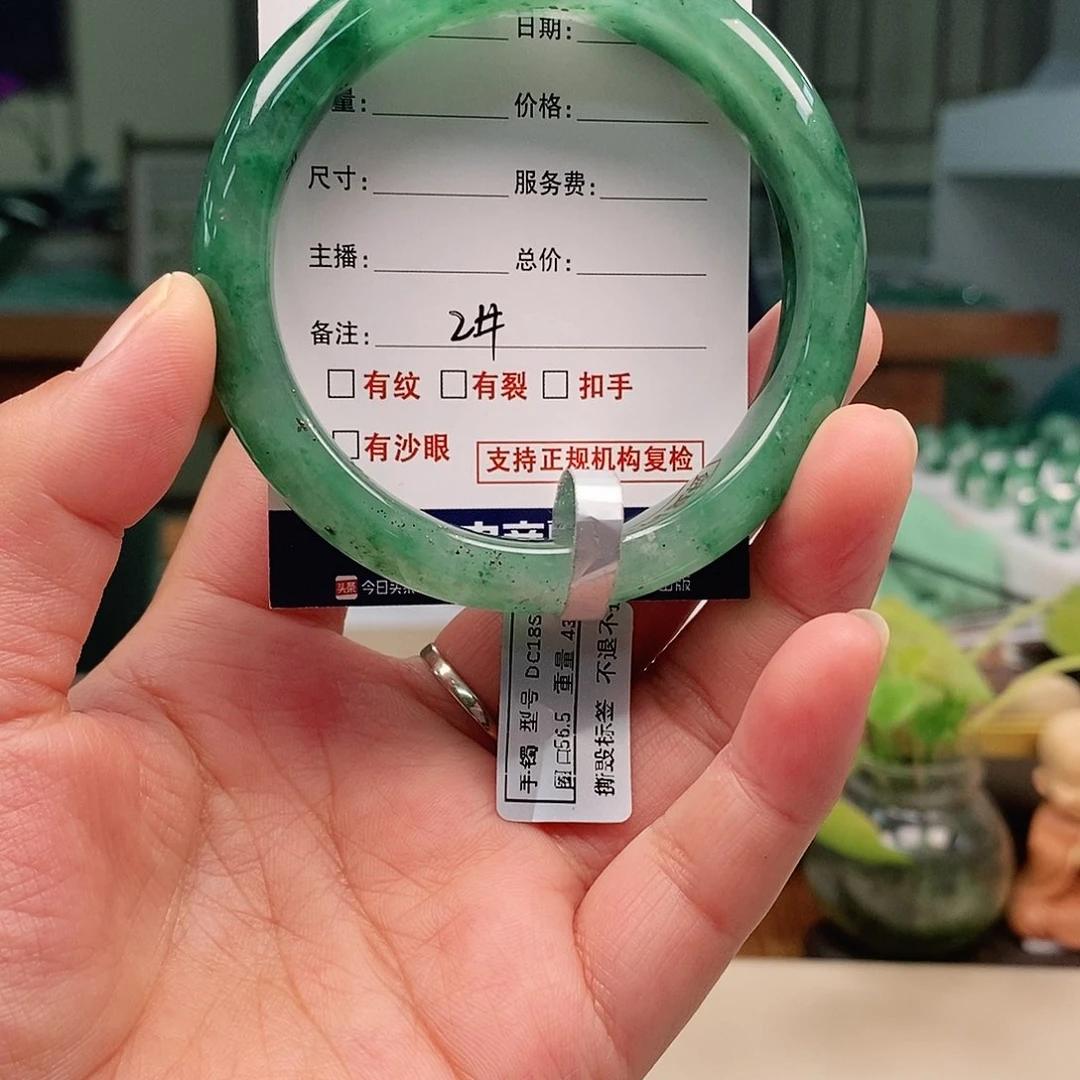 日期:
量: 价格:
尺寸: 服务费:
主播: 总价:
备注: 2#
有纹 有裂 扣手
有沙眼
支持正规机构复检
头条 今日头条
手镯 型号 DC18S
圈口56.5 重量 43
撕毁标签 不退不